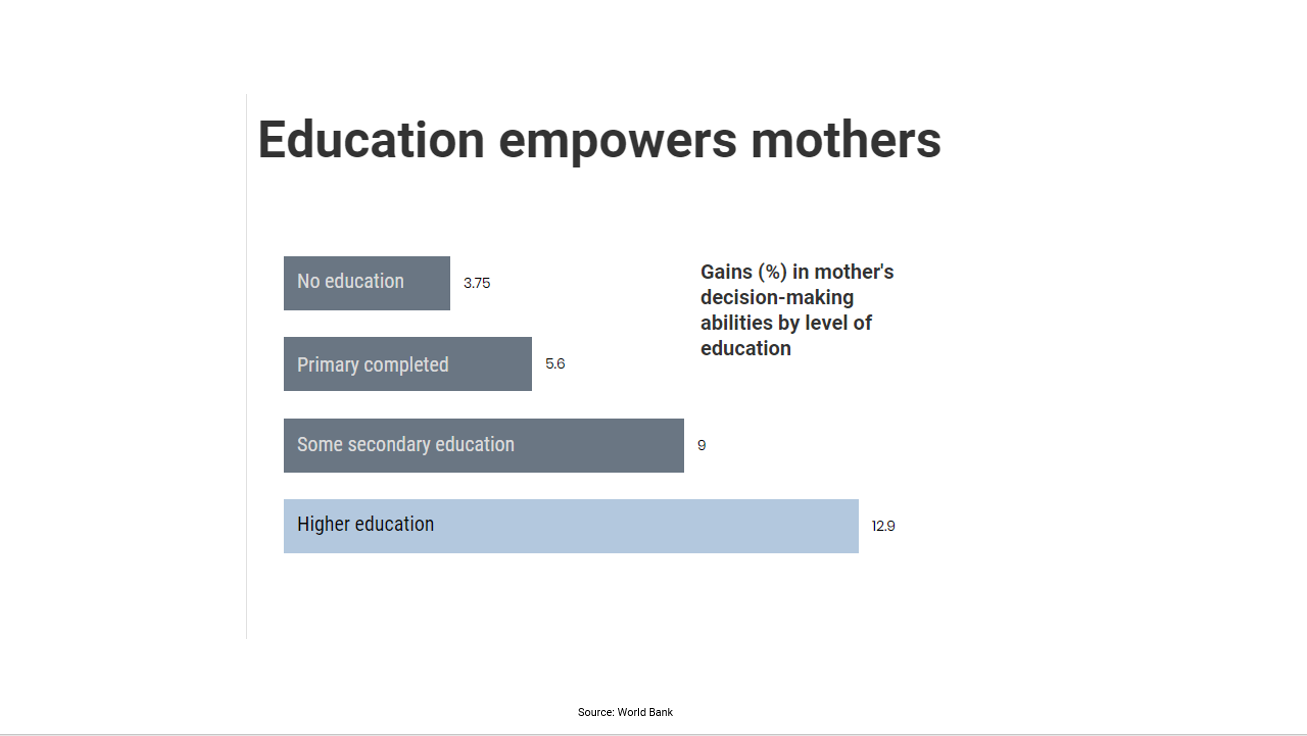 Education empowers mothers
No education
3.75
Gains (%) in mother's
decision-making
abilities by level of
education
Primary completed
5.6
Some secondary education
9
Higher education
12.9
Source: World Bank